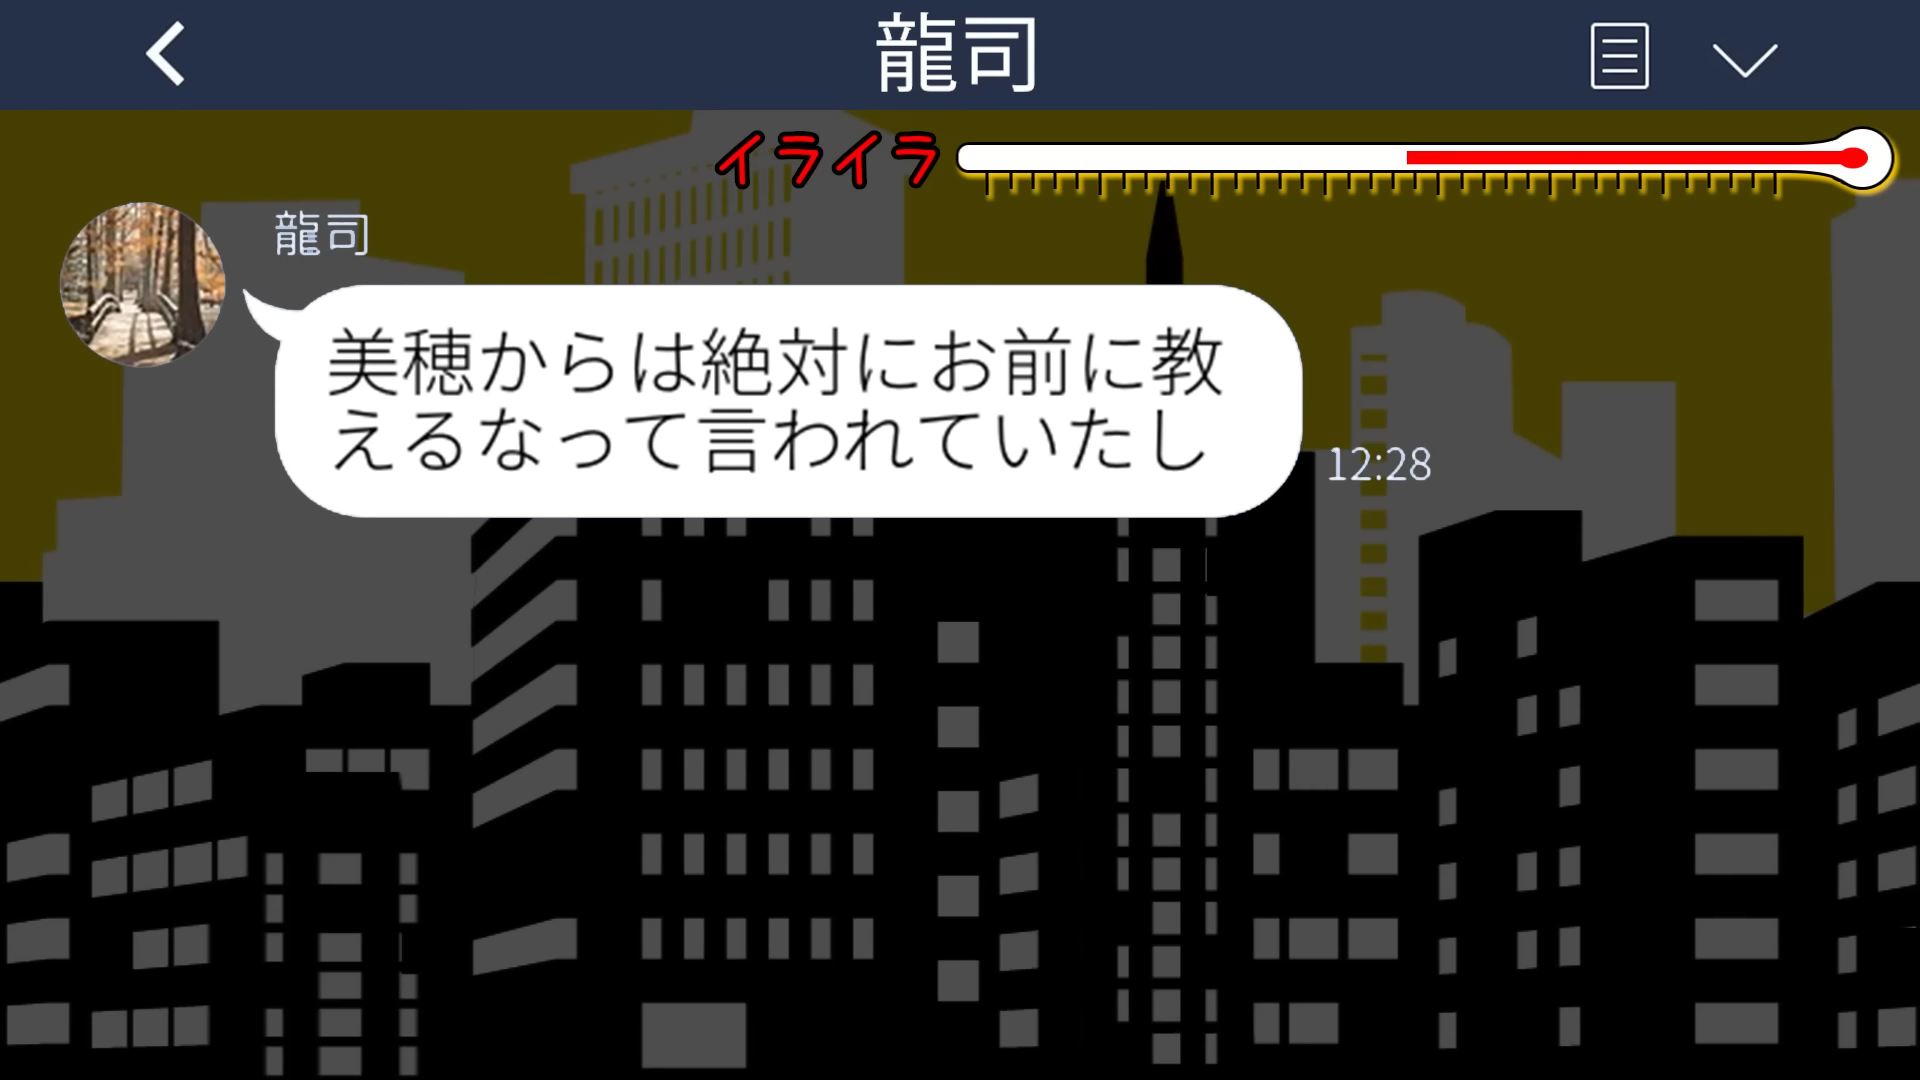 龍司
イライラ
龍司
美穂からは絶対にお前に教
えるなって言われていたし
12:28